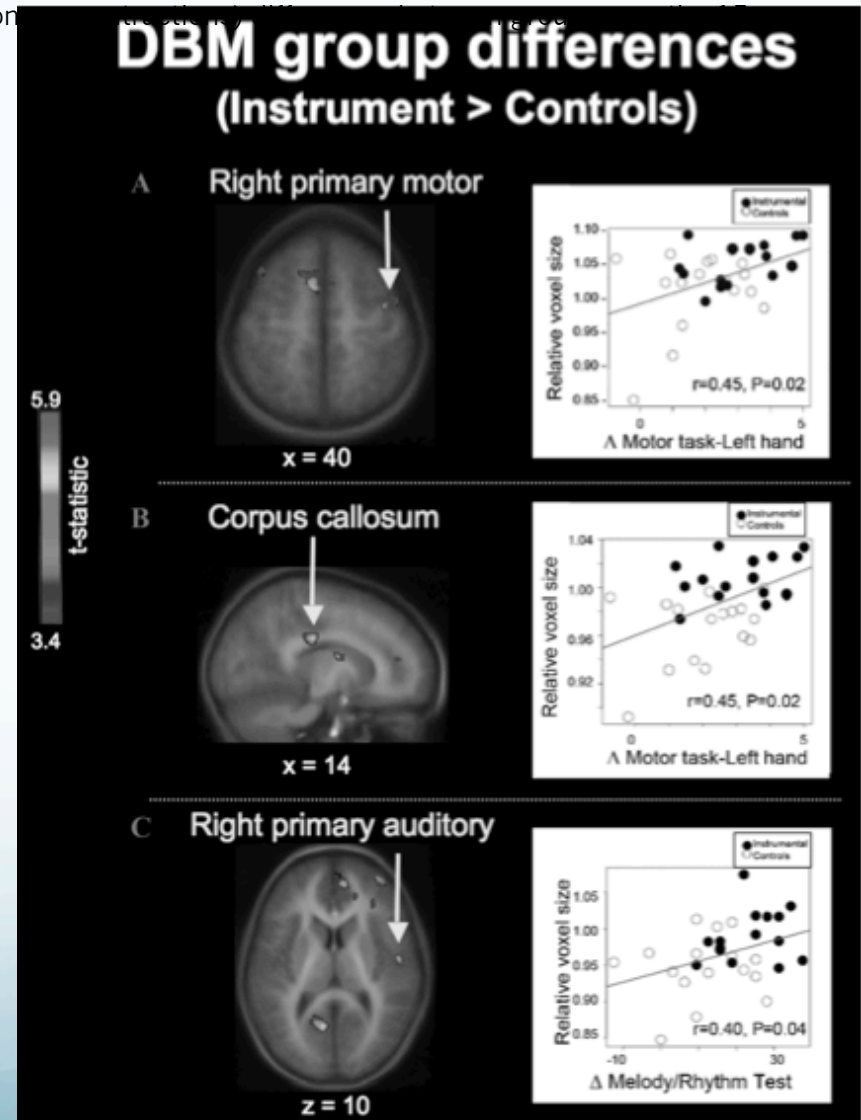 DBM group differences
(Instrument > Controls)
A
Right primary motor
x = 40
Instrumental
Controls
Relative voxel size
1.10
1.05
1.00
0.95
0.90
0.85
r=0.45, P=0.02
0 5
Λ Motor task-Left hand
5.9
t-statistic
3.4
B
Corpus callosum
x = 14
Instrumental
Controls
Relative voxel size
1.04
1.00
0.96
0.92
r=0.45, P=0.02
0 5
Λ Motor task-Left hand
C
Right primary auditory
z = 10
Instrumental
Controls
Relative voxel size
1.05
1.00
0.95
0.90
0.85
r=0.40, P=0.04
-10 30
Δ Melody/Rhythm Test